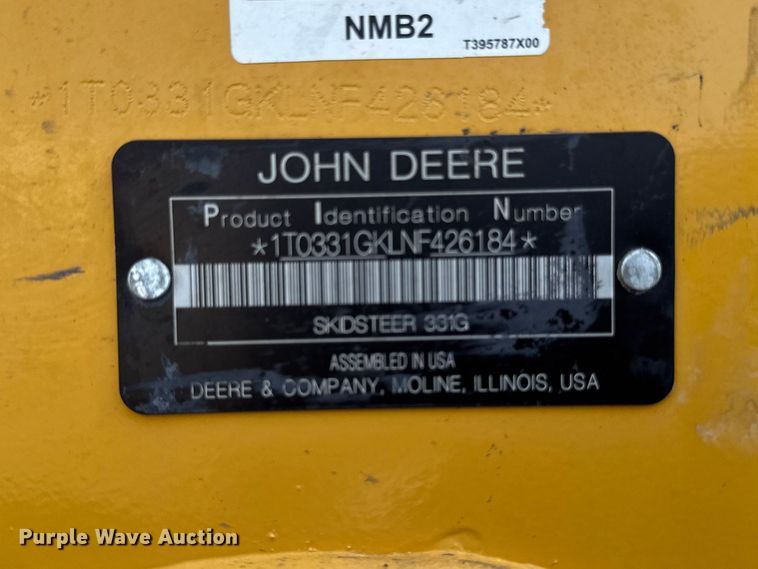 NMB2
T395787X00
*1T0331GKLNF426184*
JOHN DEERE
Product Identification Number
*1T0331GKLNF426184*
SKIDSTEER 331G
ASSEMBLED IN USA
DEERE & COMPANY, MOLINE, ILLINOIS, USA
Purple Wave Auction